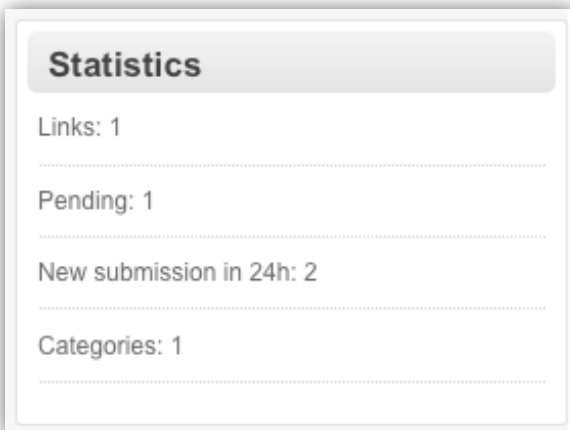 Statistics
Links: 1
Pending: 1
New submission in 24h: 2
Categories: 1